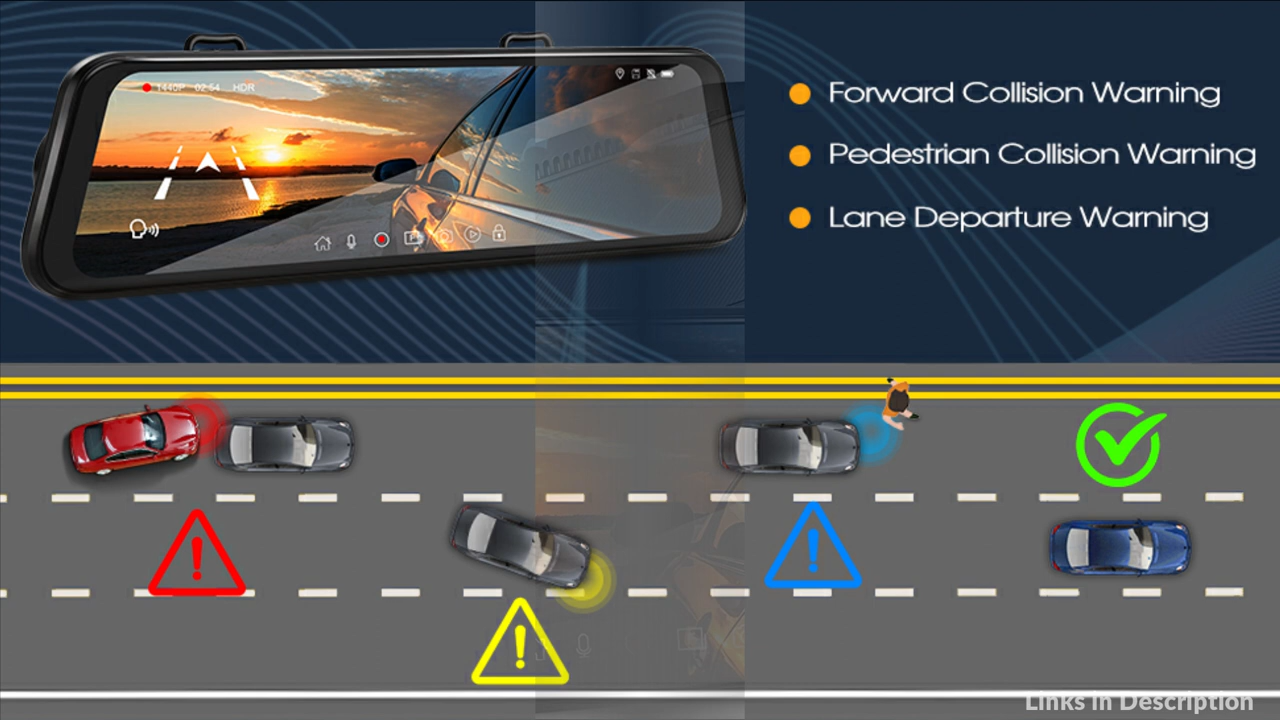 1440P 02:54 HDR
Forward Collision Warning
Pedestrian Collision Warning
Lane Departure Warning
Links in Description